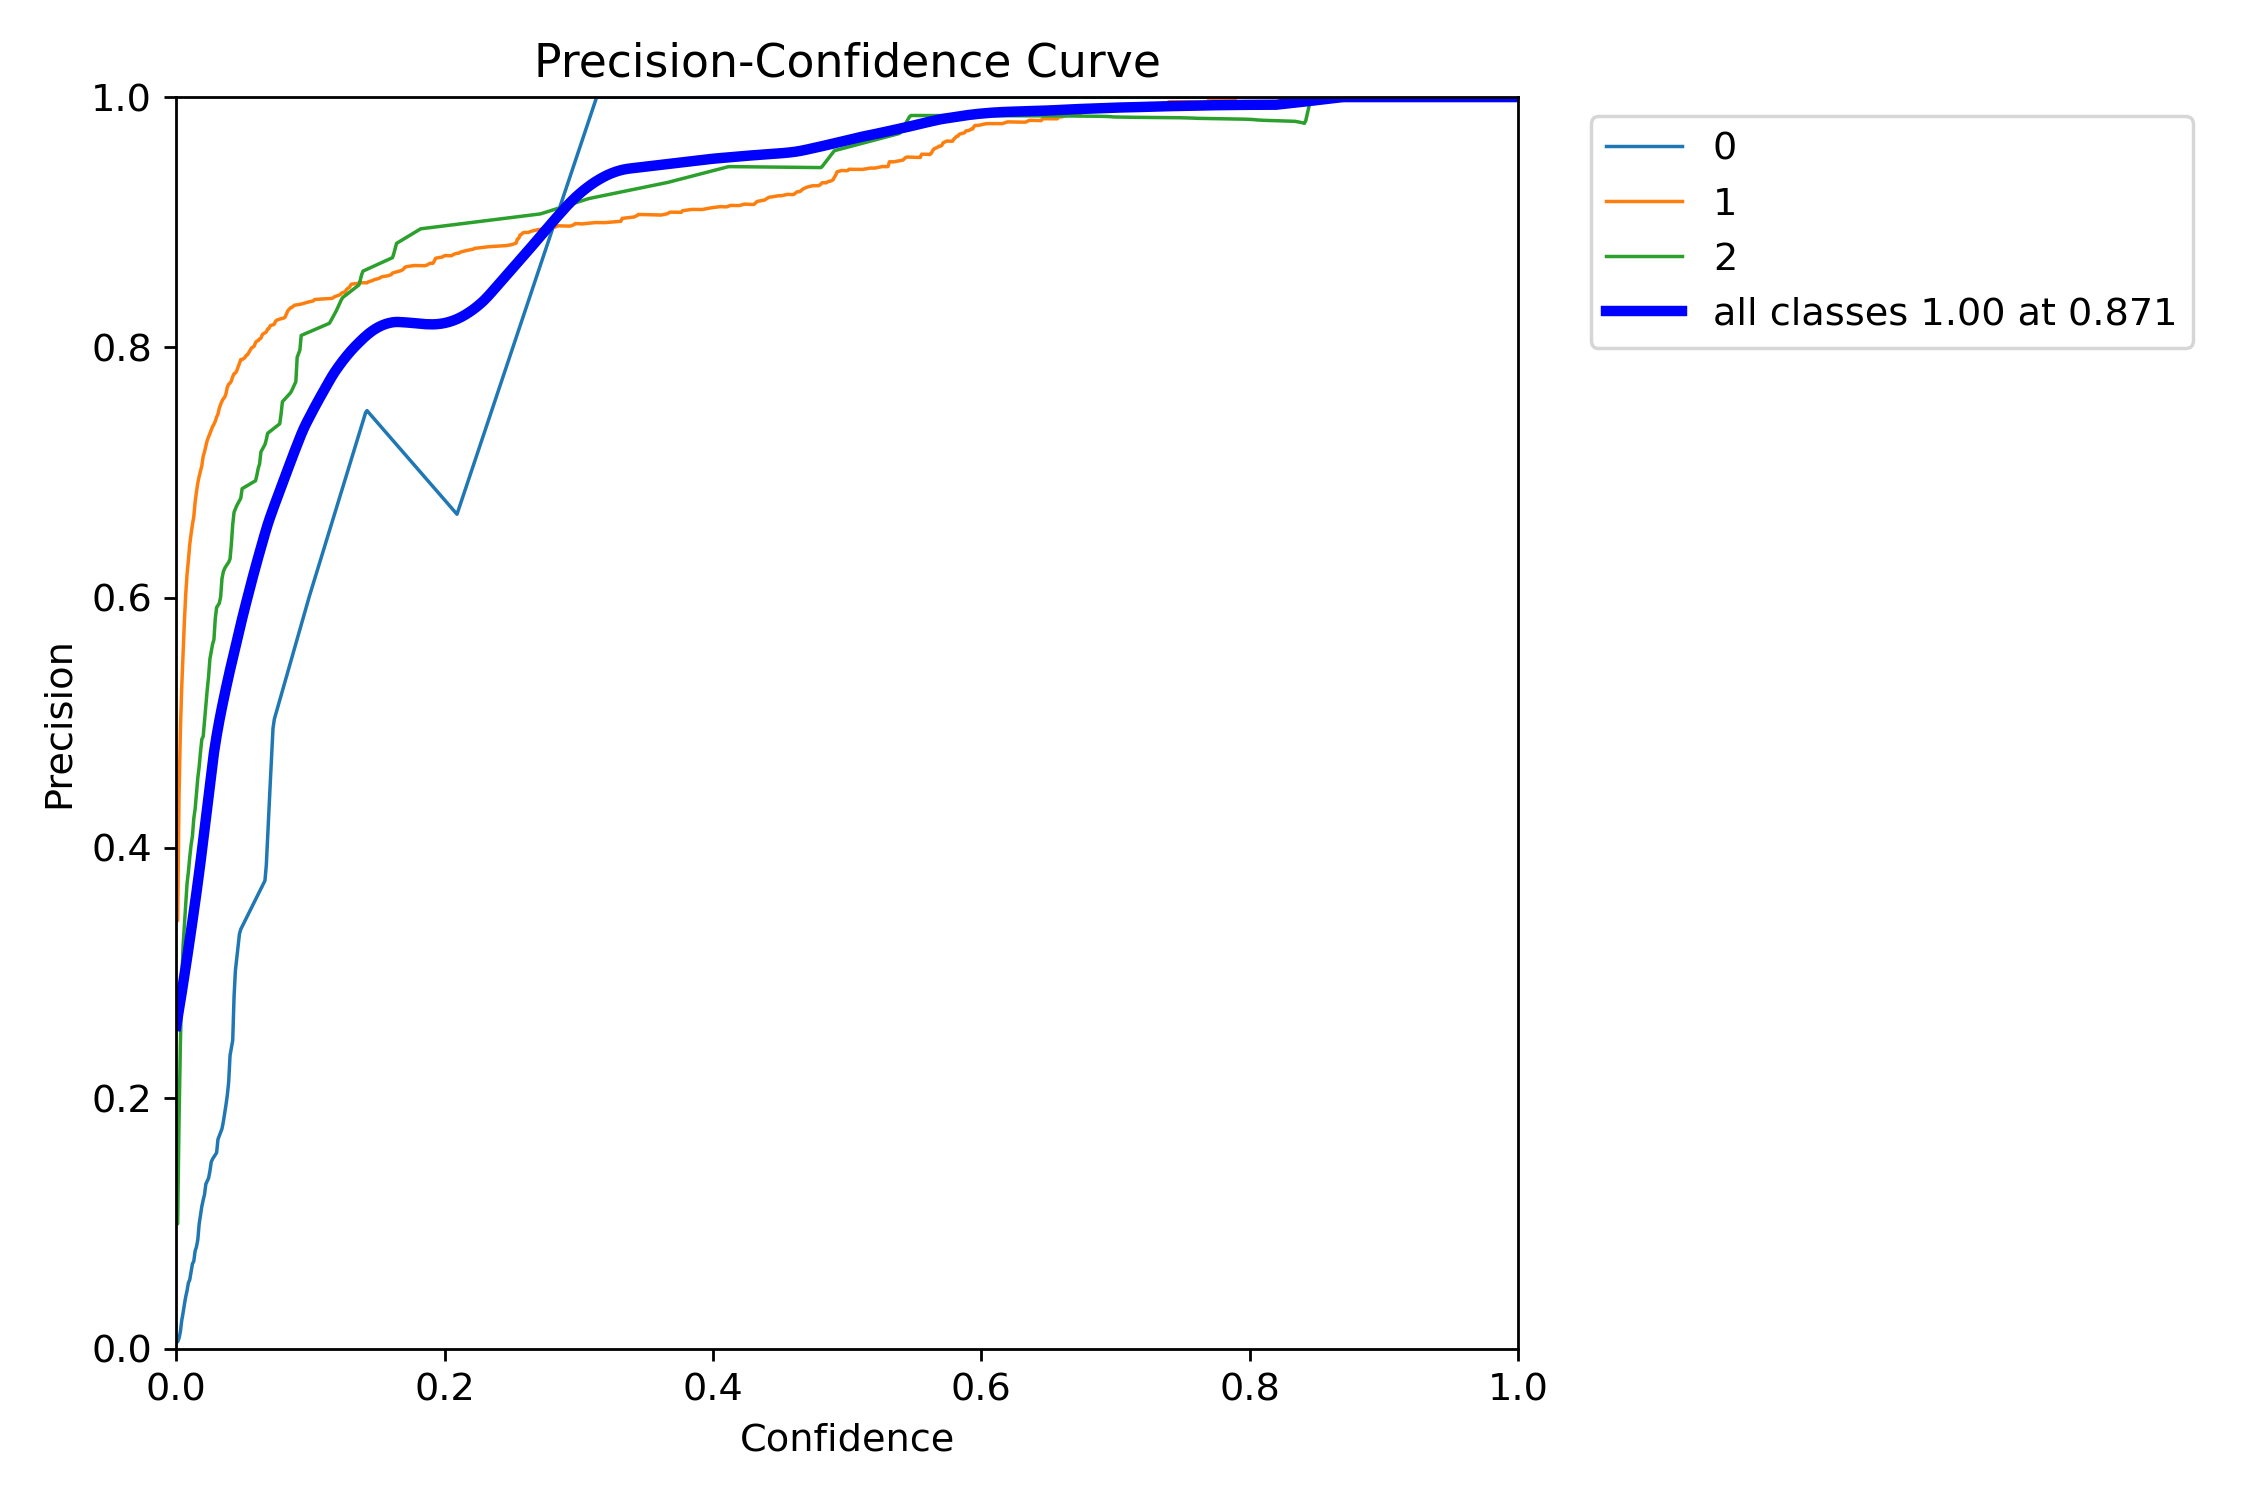 Precision-Confidence Curve
1.0
0.8
0.6
0.4
0.2
0.0
Precision
0.0 0.2 0.4 0.6 0.8 1.0
Confidence
0
1
2
all classes 1.00 at 0.871